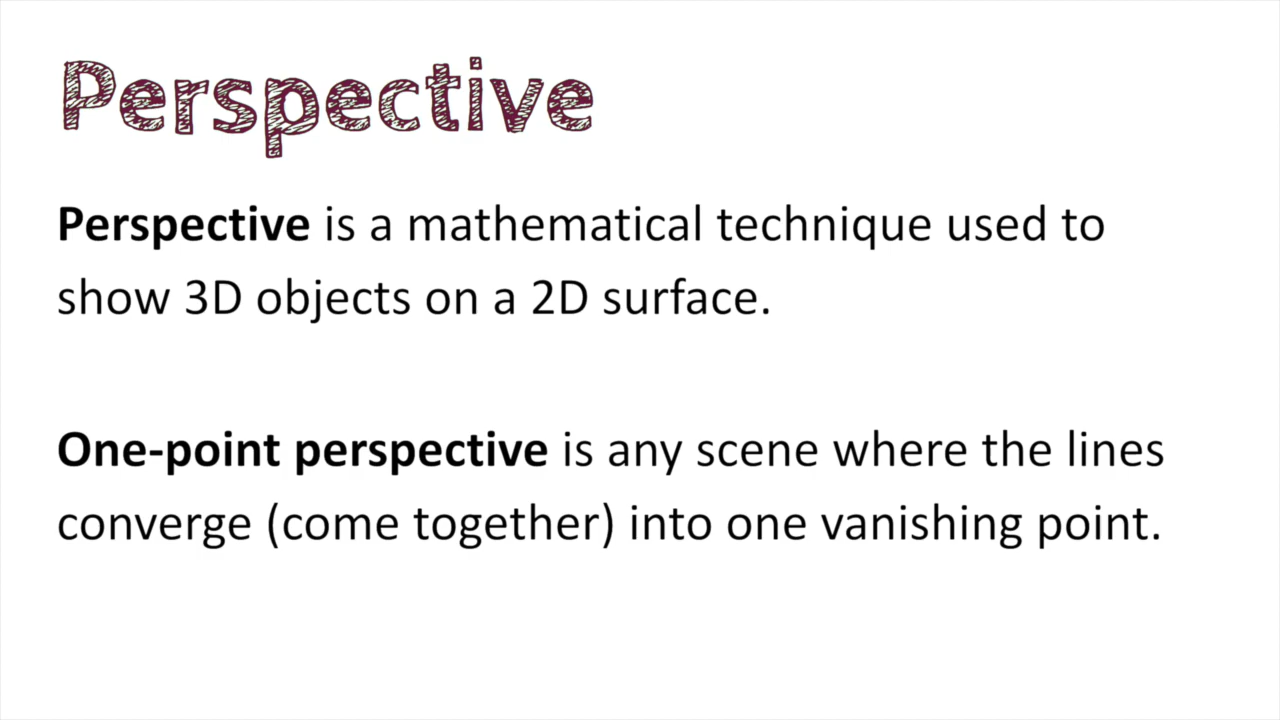 Perspective
Perspective is a mathematical technique used to
show 3D objects on a 2D surface.
One-point perspective is any scene where the lines
converge (come together) into one vanishing point.